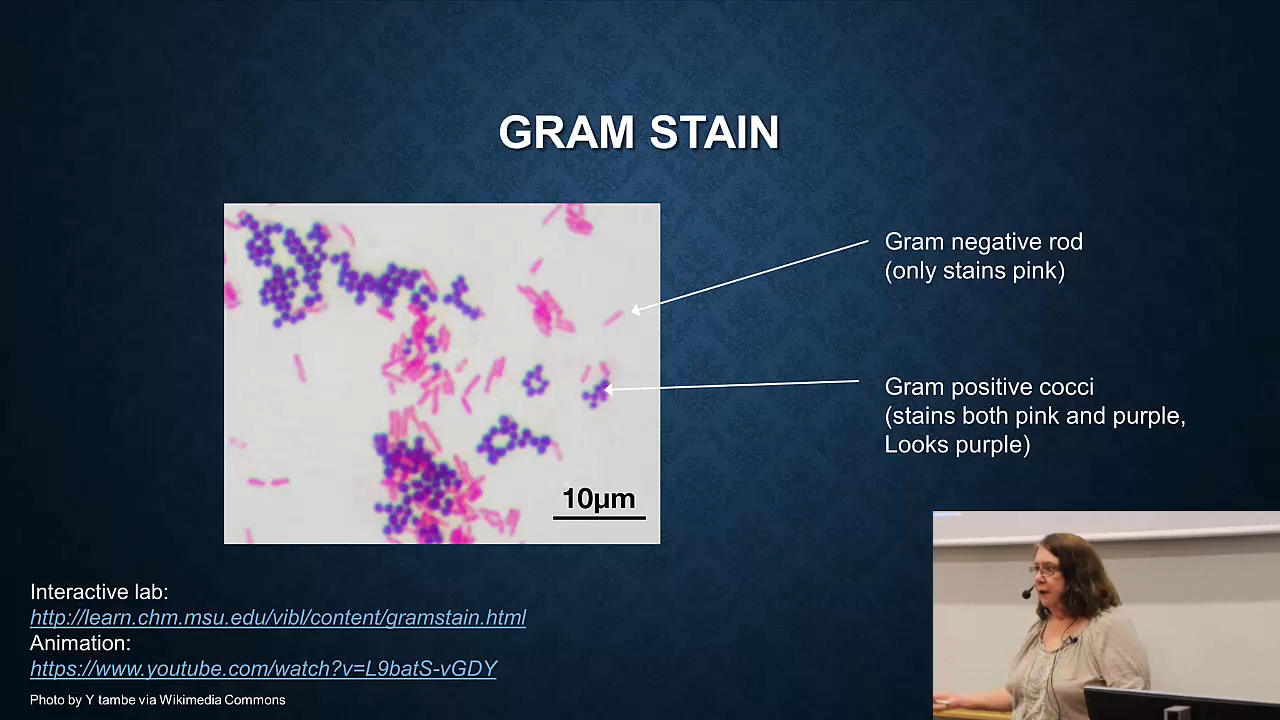 GRAM STAIN
Gram negative rod
(only stains pink)
Gram positive cocci
(stains both pink and purple,
Looks purple)
10µm
Interactive lab:
http://learn.chm.msu.edu/vibl/content/gramstain.html
Animation:
https://www.youtube.com/watch?v=L9batS-vGDY
Photo by Y tambe via Wikimedia Commons